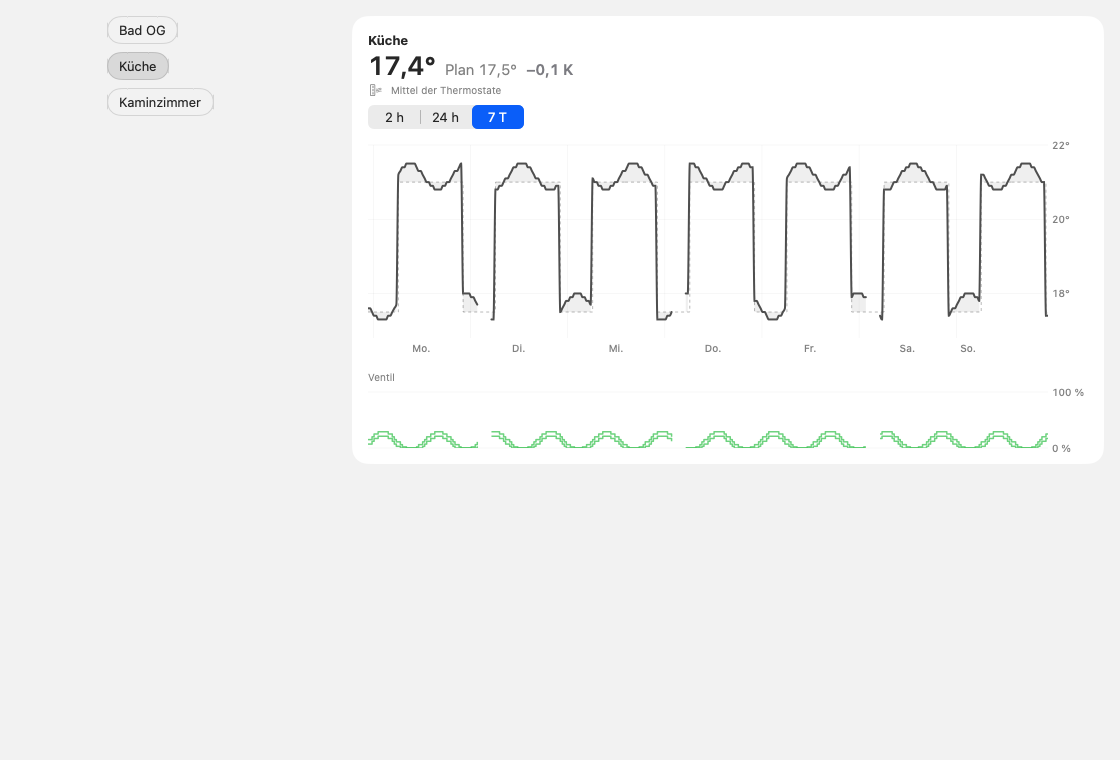 Bad OG
Küche
Kaminzimmer
Küche
17,4° Plan 17,5° −0,1 K
Mittel der Thermostate
2 h 24 h 7 T
22°
20°
18°
Mo. Di. Mi. Do. Fr. Sa. So.
Ventil
100 %
0 %